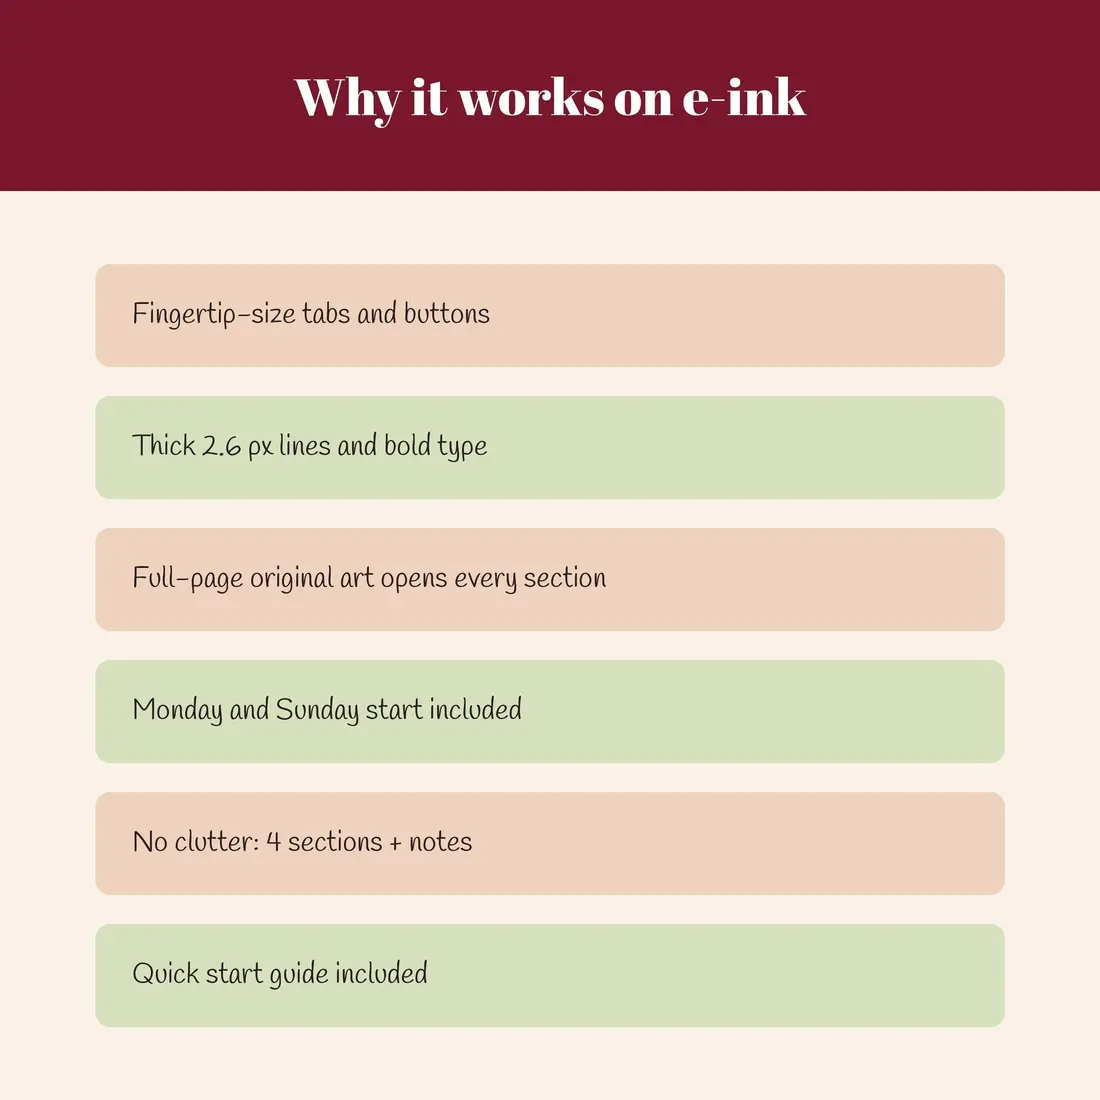 Why it works on e-ink
Fingertip-size tabs and buttons
Thick 2.6 px lines and bold type
Full-page original art opens every section
Monday and Sunday start included
No clutter: 4 sections + notes
Quick start guide included